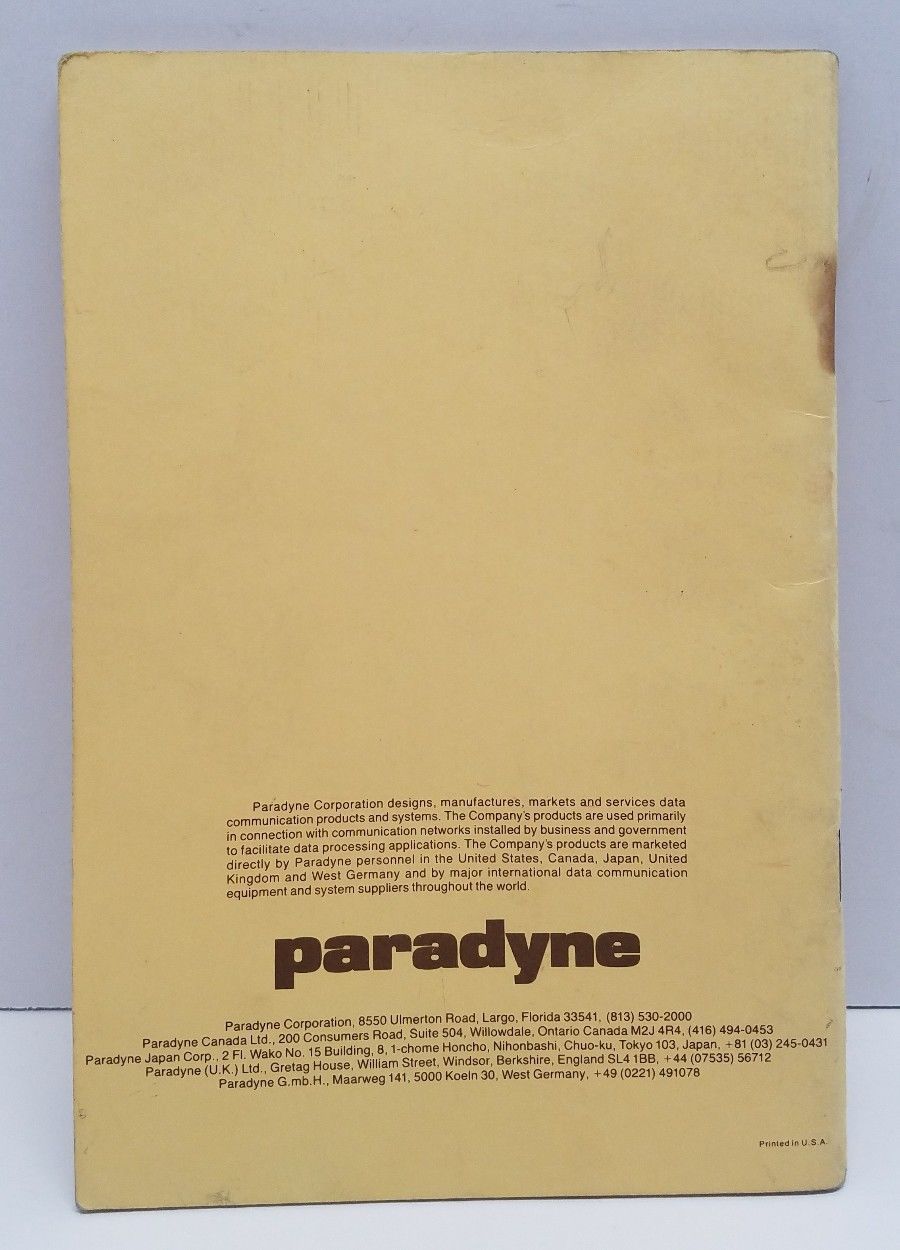 Paradyne Corporation designs, manufactures, markets and services data
communication products and systems. The Company's products are used primarily
in connection with communication networks installed by business and government
to facilitate data processing applications. The Company's products are marketed
directly by Paradyne personnel in the United States, Canada, Japan, United
Kingdom and West Germany and by major international data communication
equipment and system suppliers throughout the world.
paradyne
Paradyne Corporation, 8550 Ulmerton Road, Largo, Florida 33541, (813) 530-2000
Paradyne Canada Ltd., 200 Consumers Road, Suite 504, Willowdale, Ontario Canada M2J 4R4, (416) 494-0453
Paradyne Japan Corp., 2 Fl. Wako No. 15 Building, 8, 1-chome Honcho, Nihonbashi, Chuo-ku, Tokyo 103, Japan, +81 (03) 245-0431
Paradyne (U.K.) Ltd., Gretag House, William Street, Windsor, Berkshire, England SL4 1BB, +44 (07535) 56712
Paradyne G.mb.H., Maarweg 141, 5000 Koeln 30, West Germany, +49 (0221) 491078
Printed in U.S.A.